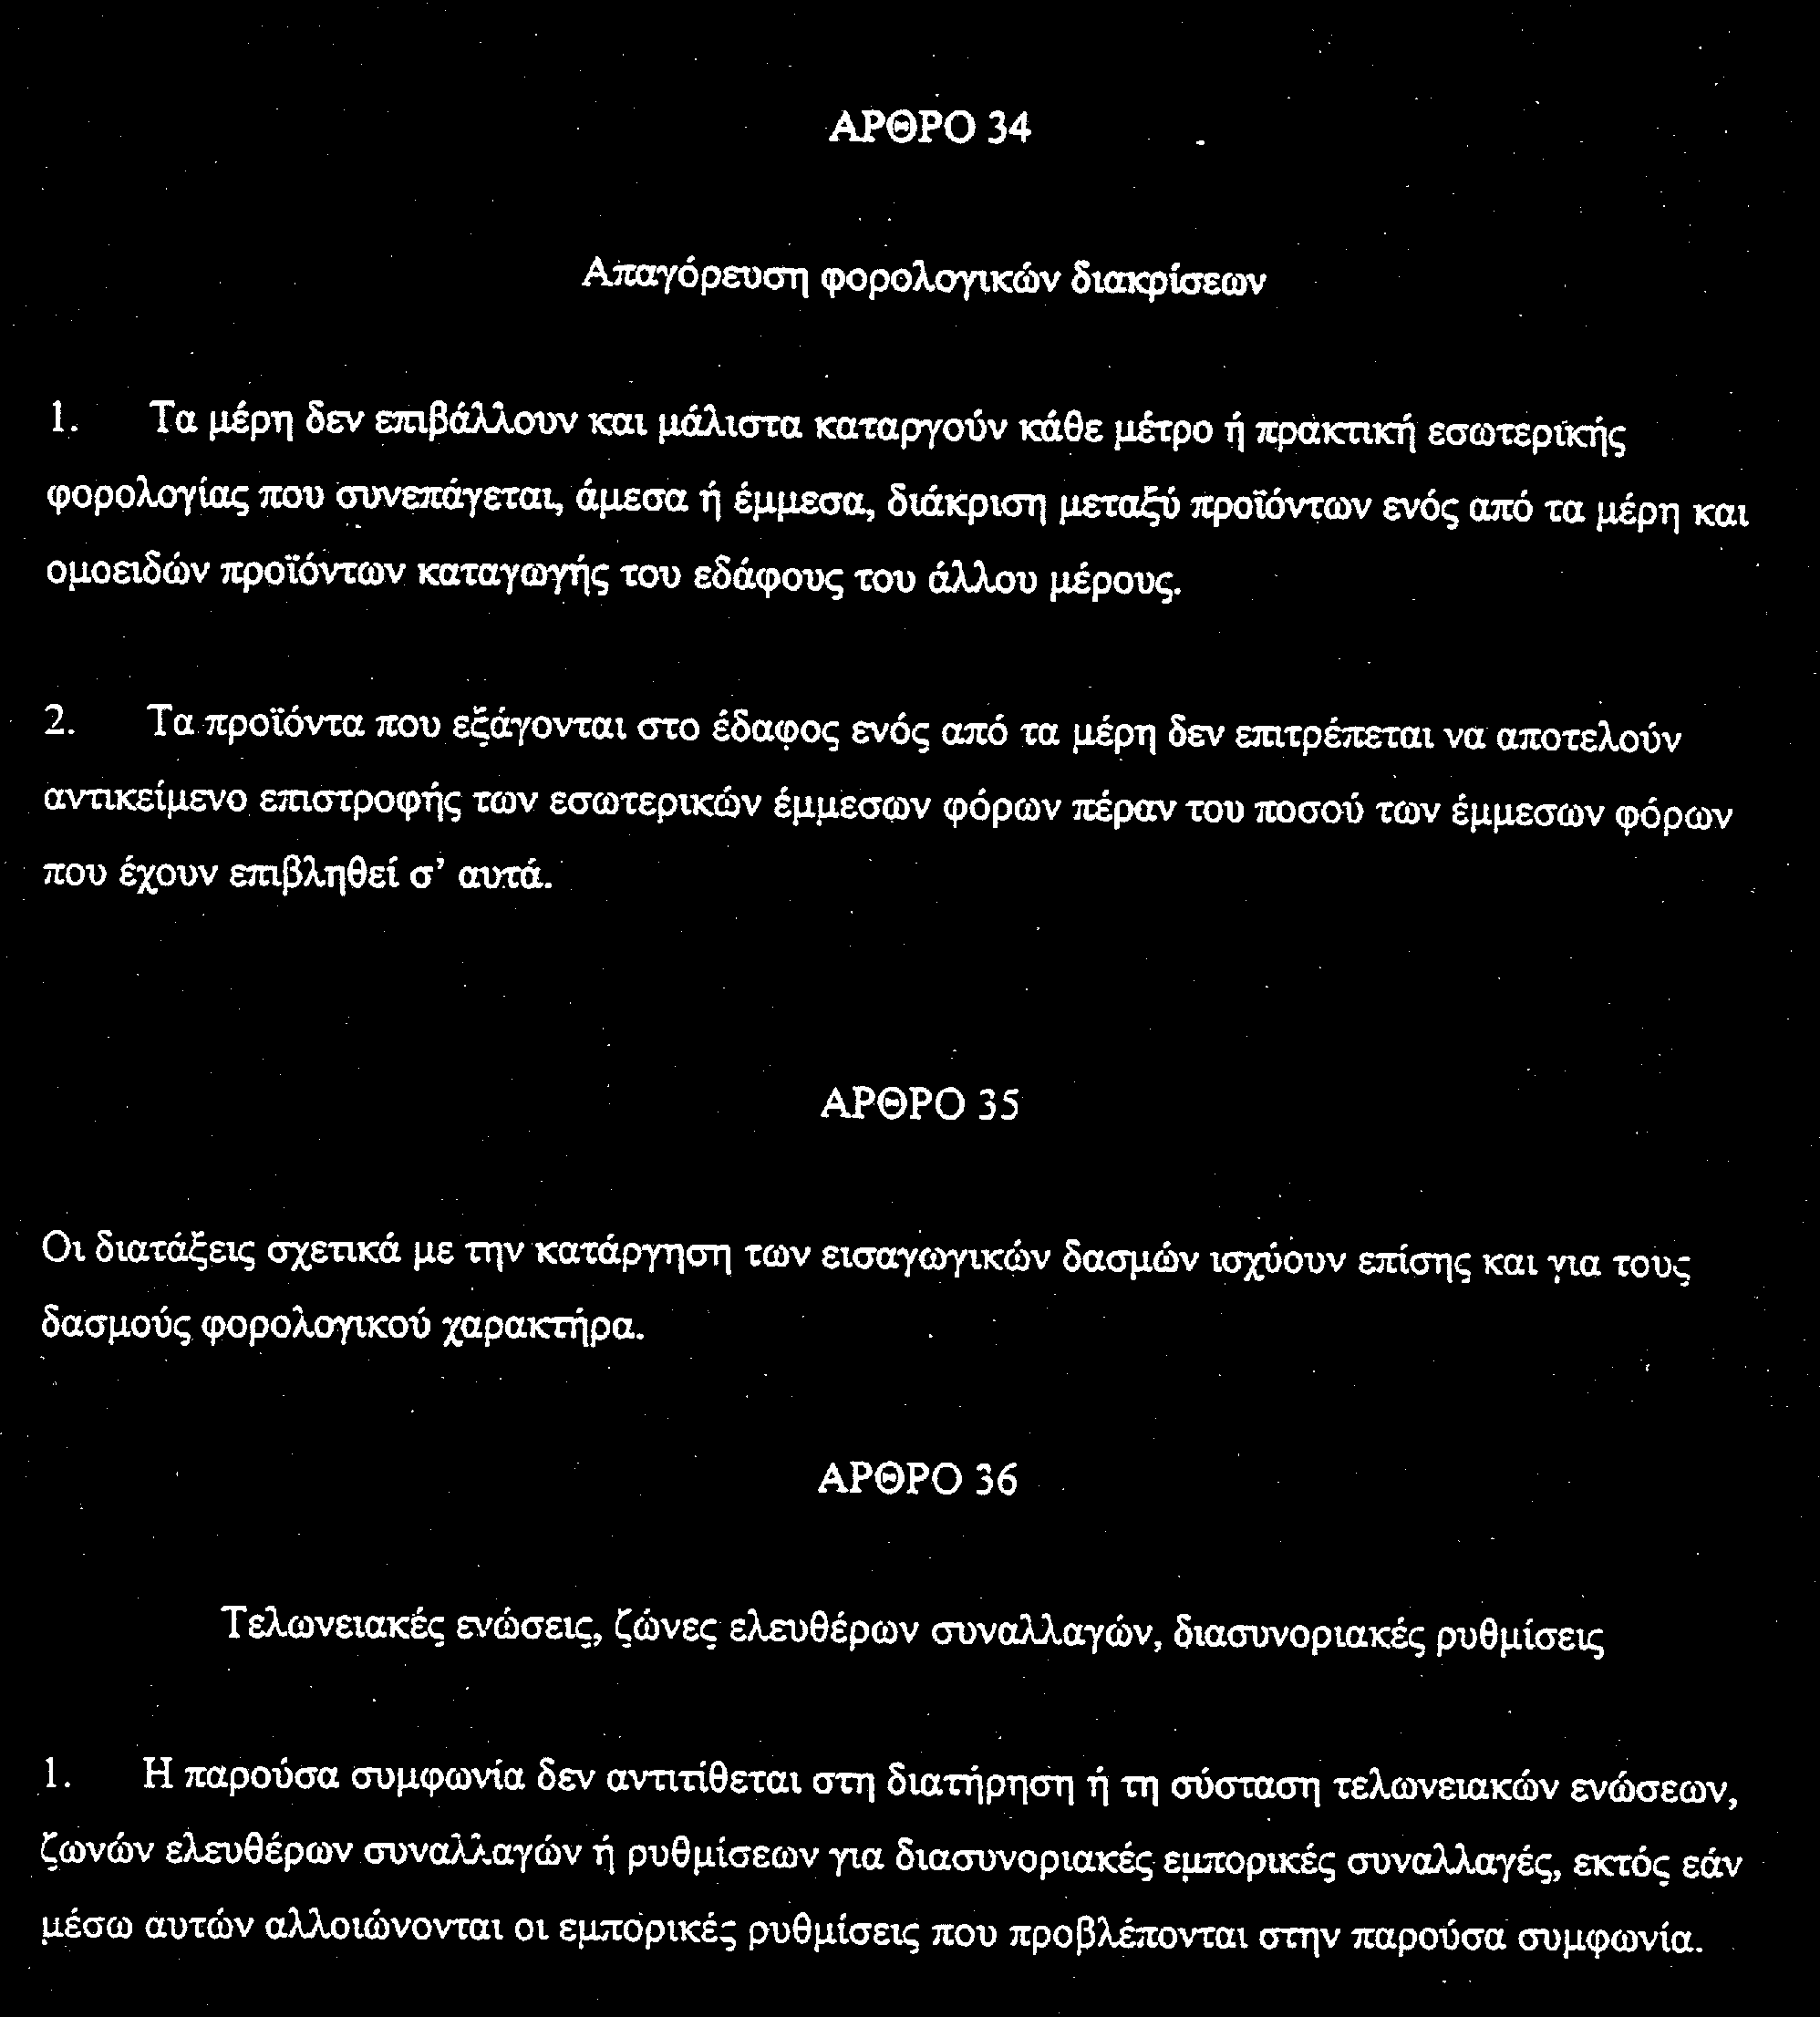 ΑΡΘΡΟ 34
Απαγόρευση φορολογικών διακρίσεων
1. Τα μέρη δεν επιβάλλουν και μάλιστα καταργούν κάθε μέτρο ή πρακτική εσωτερικής
φορολογίας που συνεπάγεται, άμεσα ή έμμεσα, διάκριση μεταξύ προϊόντων ενός από τα μέρη και
ομοειδών προϊόντων καταγωγής του εδάφους του άλλου μέρους.
2. Τα προϊόντα που εξάγονται στο έδαφος ενός από τα μέρη δεν επιτρέπεται να αποτελούν
αντικείμενο επιστροφής των εσωτερικών έμμεσων φόρων πέραν του ποσού των έμμεσων φόρων
που έχουν επιβληθεί σ’ αυτά.
ΑΡΘΡΟ 35
Οι διατάξεις σχετικά με την κατάργηση των εισαγωγικών δασμών ισχύουν επίσης και για τους
δασμούς φορολογικού χαρακτήρα.
ΑΡΘΡΟ 36
Τελωνειακές ενώσεις, ζώνες ελευθέρων συναλλαγών, διασυνοριακές ρυθμίσεις
1. Η παρούσα συμφωνία δεν αντιτίθεται στη διατήρηση ή τη σύσταση τελωνειακών ενώσεων,
ζωνών ελευθέρων συναλλαγών ή ρυθμίσεων για διασυνοριακές εμπορικές συναλλαγές, εκτός εάν
μέσω αυτών αλλοιώνονται οι εμπορικές ρυθμίσεις που προβλέπονται στην παρούσα συμφωνία.